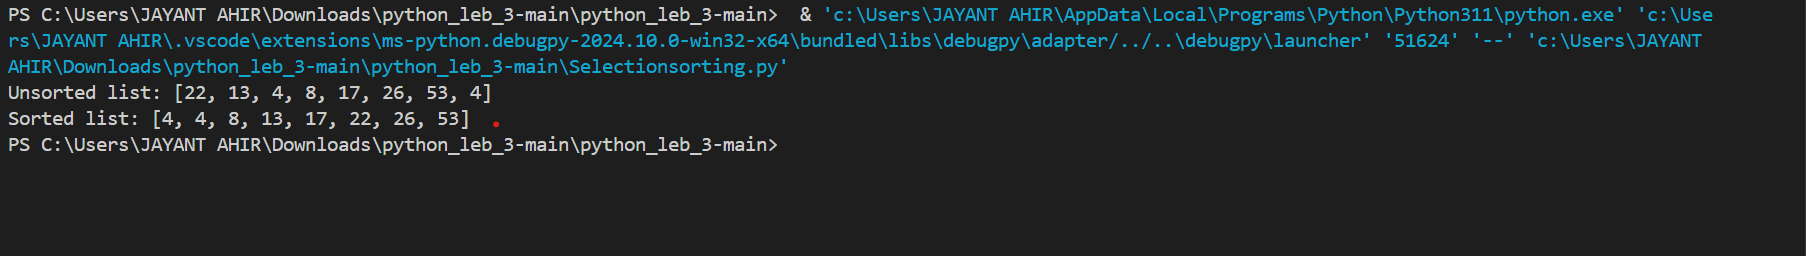 PS C:\Users\JAYANT AHIR\Downloads\python_leb_3-main\python_leb_3-main>  & 'c:\Users\JAYANT AHIR\AppData\Local\Programs\Python\Python311\python.exe' 'c:\Use
rs\JAYANT AHIR\.vscode\extensions\ms-python.debugpy-2024.10.0-win32-x64\bundled\libs\debugpy\adapter/../..\debugpy\launcher' '51624' '--' 'c:\Users\JAYANT
AHIR\Downloads\python_leb_3-main\python_leb_3-main\Selectionsorting.py'
Unsorted list: [22, 13, 4, 8, 17, 26, 53, 4]
Sorted list: [4, 4, 8, 13, 17, 22, 26, 53]
PS C:\Users\JAYANT AHIR\Downloads\python_leb_3-main\python_leb_3-main>